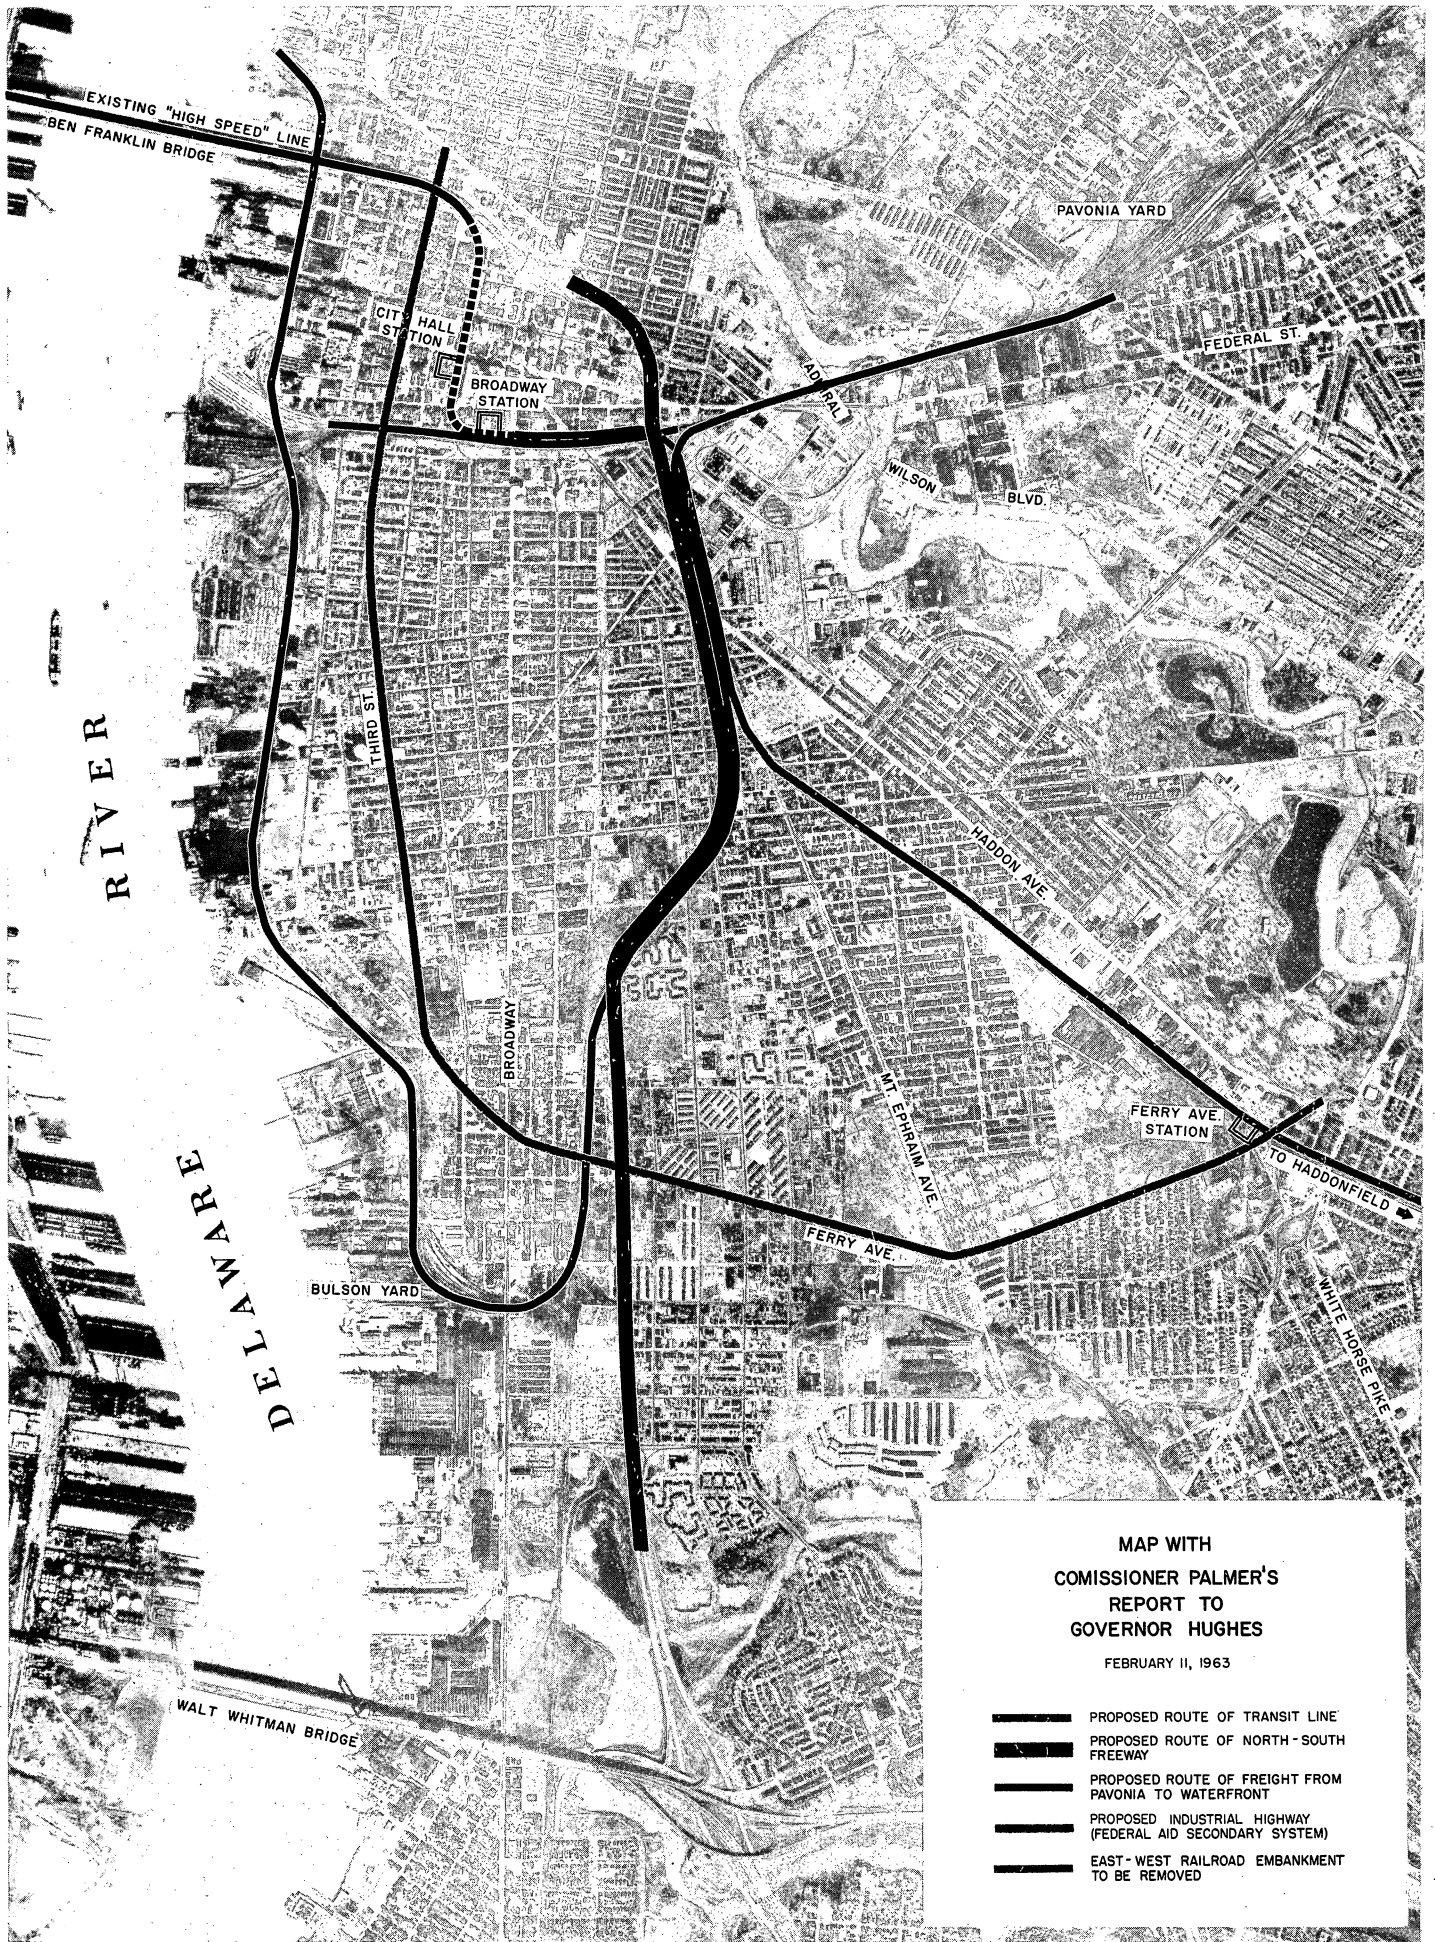 EXISTING "HIGH SPEED" LINE
BEN FRANKLIN BRIDGE
PAVONIA YARD
CITY HALL
STATION
FEDERAL ST.
BROADWAY
STATION
ADMIRAL
WILSON
BLVD.
THIRD ST.
RIVER
HADDON AVE.
BROADWAY
MT. EPHRAIM AVE.
FERRY AVE.
STATION
TO HADDONFIELD
DELAWARE
FERRY AVE.
BULSON YARD
WHITE HORSE PIKE
WALT WHITMAN BRIDGE
MAP WITH
COMISSIONER PALMER'S
REPORT TO
GOVERNOR HUGHES
FEBRUARY 11, 1963
PROPOSED ROUTE OF TRANSIT LINE
PROPOSED ROUTE OF NORTH-SOUTH
FREEWAY
PROPOSED ROUTE OF FREIGHT FROM
PAVONIA TO WATERFRONT
PROPOSED INDUSTRIAL HIGHWAY
(FEDERAL AID SECONDARY SYSTEM)
EAST-WEST RAILROAD EMBANKMENT
TO BE REMOVED